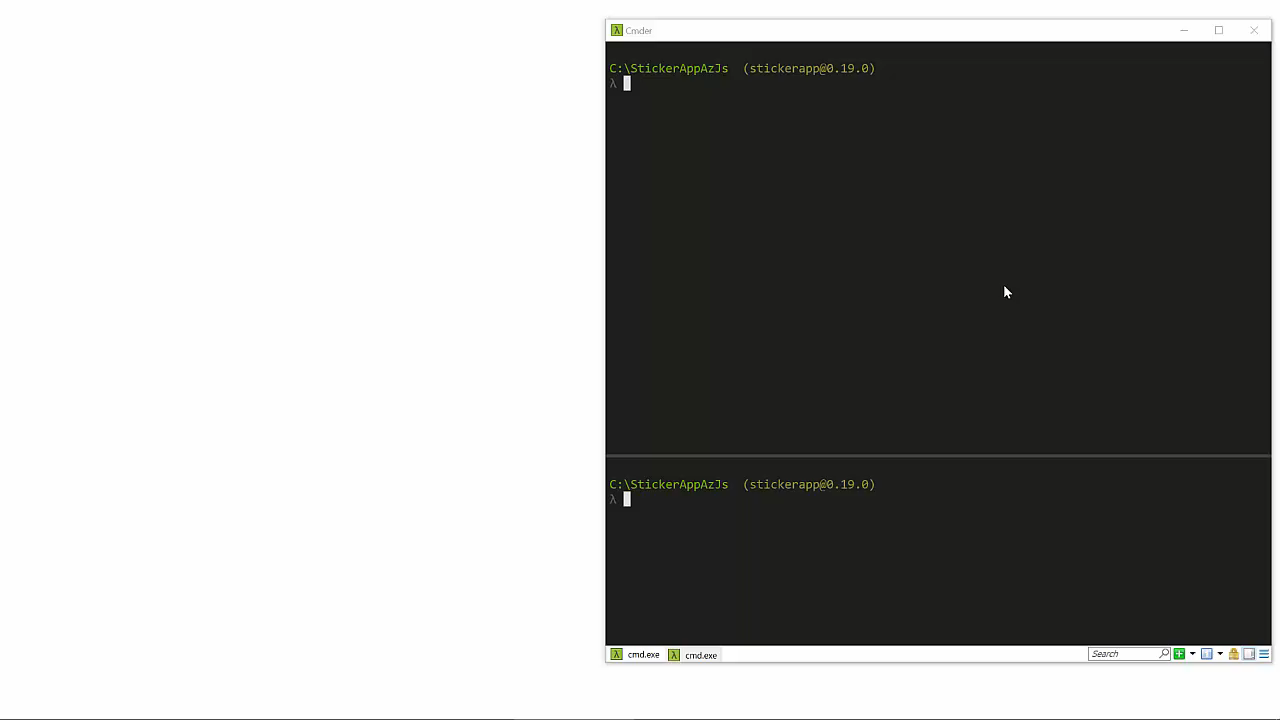 Cmder
C:\StickerAppAzJs (stickerapp@0.19.0)
λ
C:\StickerAppAzJs (stickerapp@0.19.0)
λ
cmd.exe cmd.exe Search